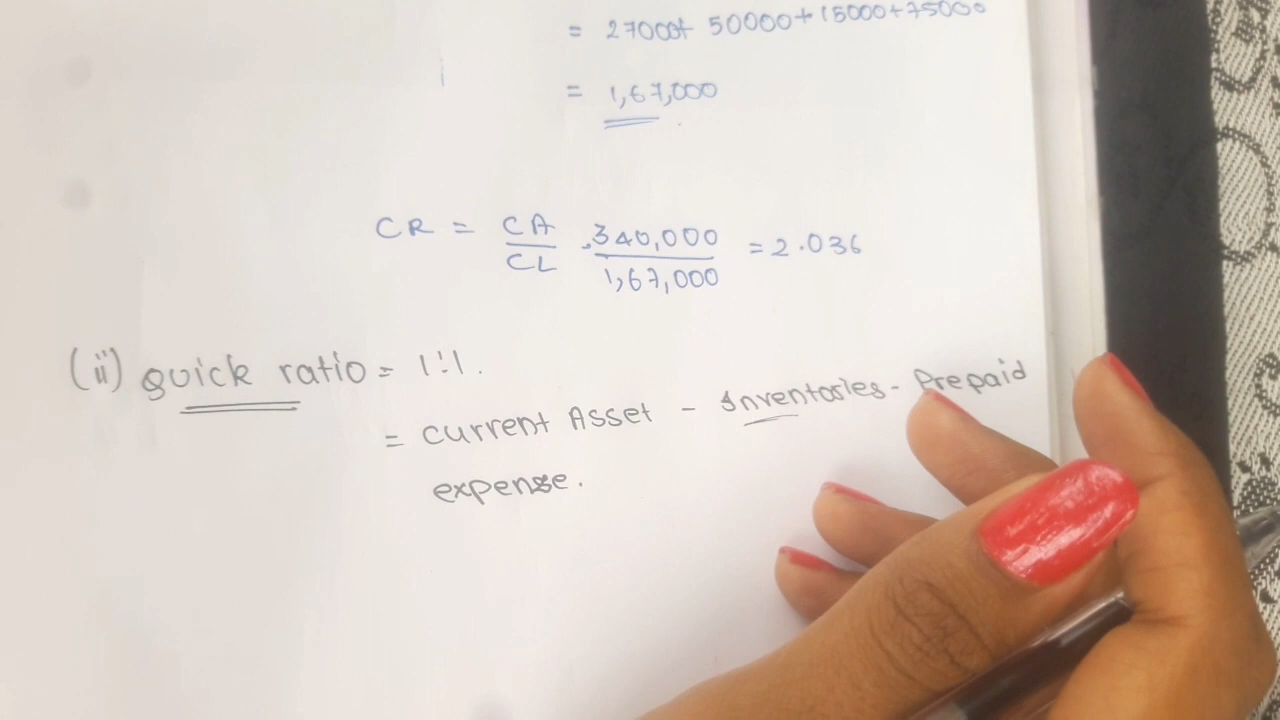 = 27000+ 50000+15000+75000
= 1,67,000
CR = CA 340,000 = 2.036
CL 1,67,000
(ii) quick ratio = 1:1.
= current Asset - Inventories - Prepaid
expense.